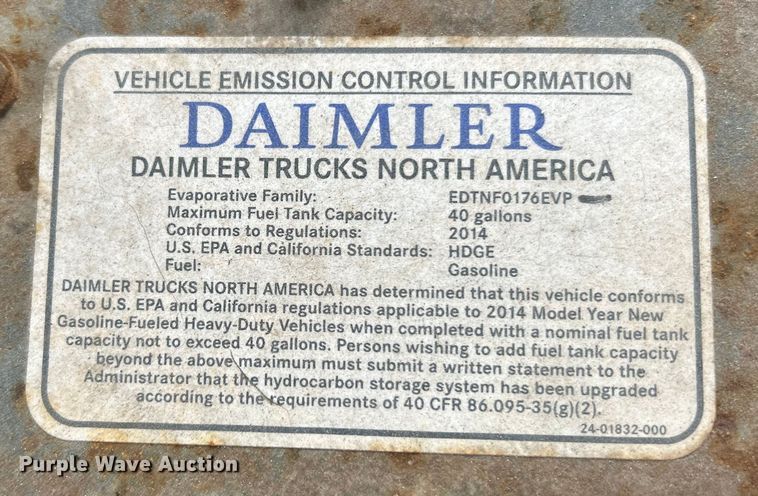 VEHICLE EMISSION CONTROL INFORMATION
DAIMLER
DAIMLER TRUCKS NORTH AMERICA
Evaporative Family: EDTNF0176EVP
Maximum Fuel Tank Capacity: 40 gallons
Conforms to Regulations: 2014
U.S. EPA and California Standards: HDGE
Fuel: Gasoline
DAIMLER TRUCKS NORTH AMERICA has determined that this vehicle conforms
to U.S. EPA and California regulations applicable to 2014 Model Year New
Gasoline-Fueled Heavy-Duty Vehicles when completed with a nominal fuel tank
capacity not to exceed 40 gallons. Persons wishing to add fuel tank capacity
beyond the above maximum must submit a written statement to the
Administrator that the hydrocarbon storage system has been upgraded
according to the requirements of 40 CFR 86.095-35(g)(2).
24-01832-000
Purple Wave Auction